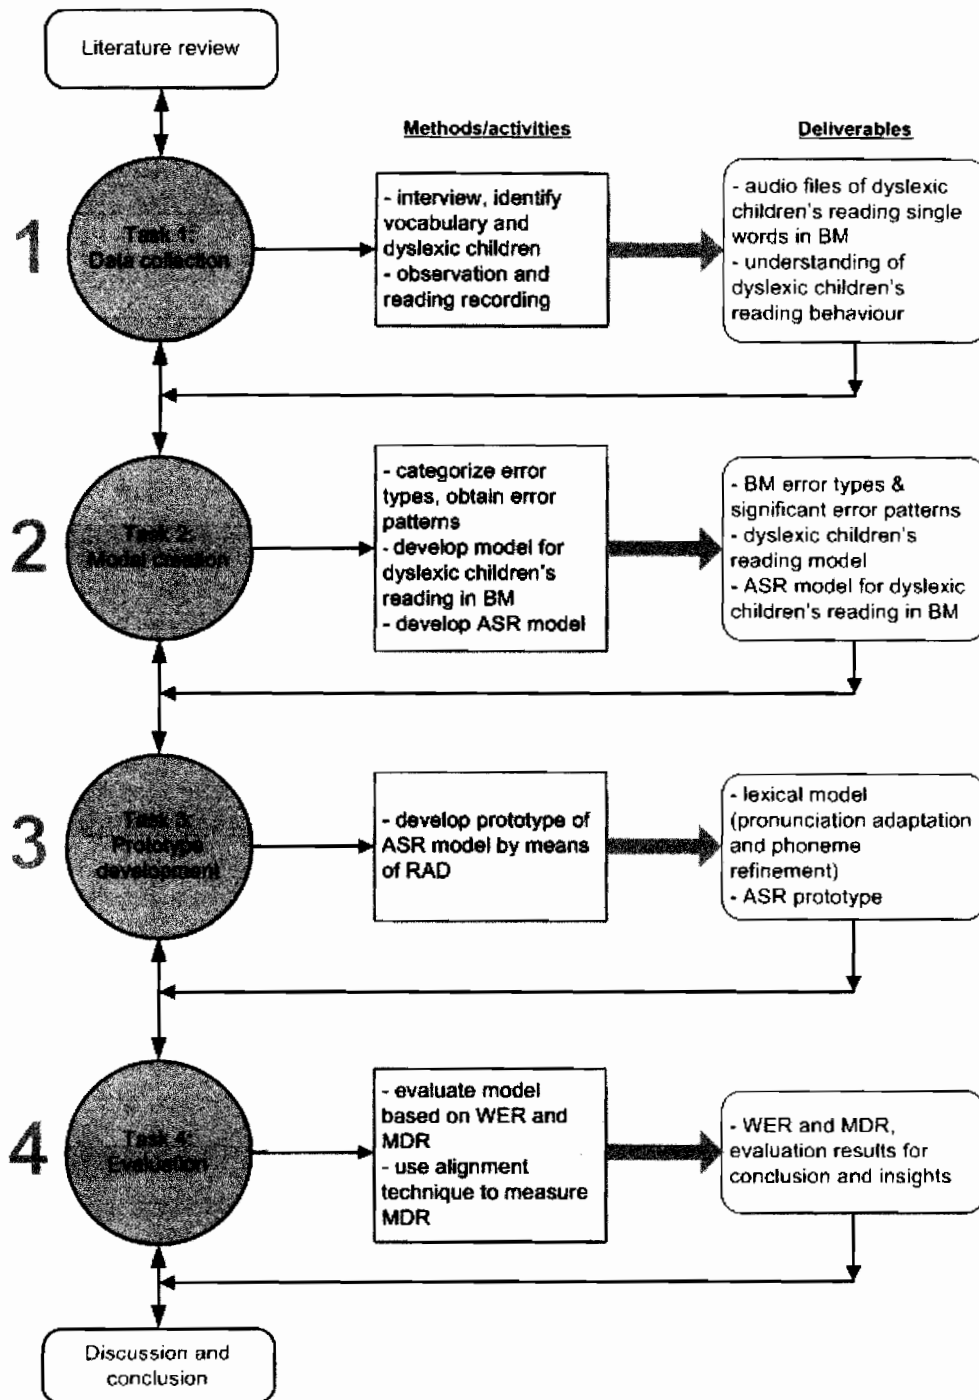 Literature review
Methods/activities
Deliverables
1
Task 1:
Data collection
- interview, identify
vocabulary and
dyslexic children
- observation and
reading recording
- audio files of dyslexic
children's reading single
words in BM
- understanding of
dyslexic children's
reading behaviour
2
Task 2:
Model creation
- categorize error
types, obtain error
patterns
- develop model for
dyslexic children's
reading in BM
- develop ASR model
- BM error types &
significant error patterns
- dyslexic children's
reading model
- ASR model for dyslexic
children's reading in BM
3
Task 3:
Prototype
development
- develop prototype of
ASR model by means
of RAD
- lexical model
(pronunciation adaptation
and phoneme
refinement)
- ASR prototype
4
Task 4:
Evaluation
- evaluate model
based on WER and
MDR
- use alignment
technique to measure
MDR
- WER and MDR,
evaluation results for
conclusion and insights
Discussion and
conclusion